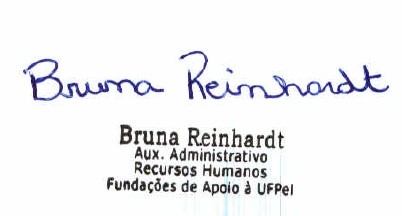 Bruna Reinhardt
Bruna Reinhardt
Aux. Administrativo
Recursos Humanos
Fundações de Apoio à UFPel